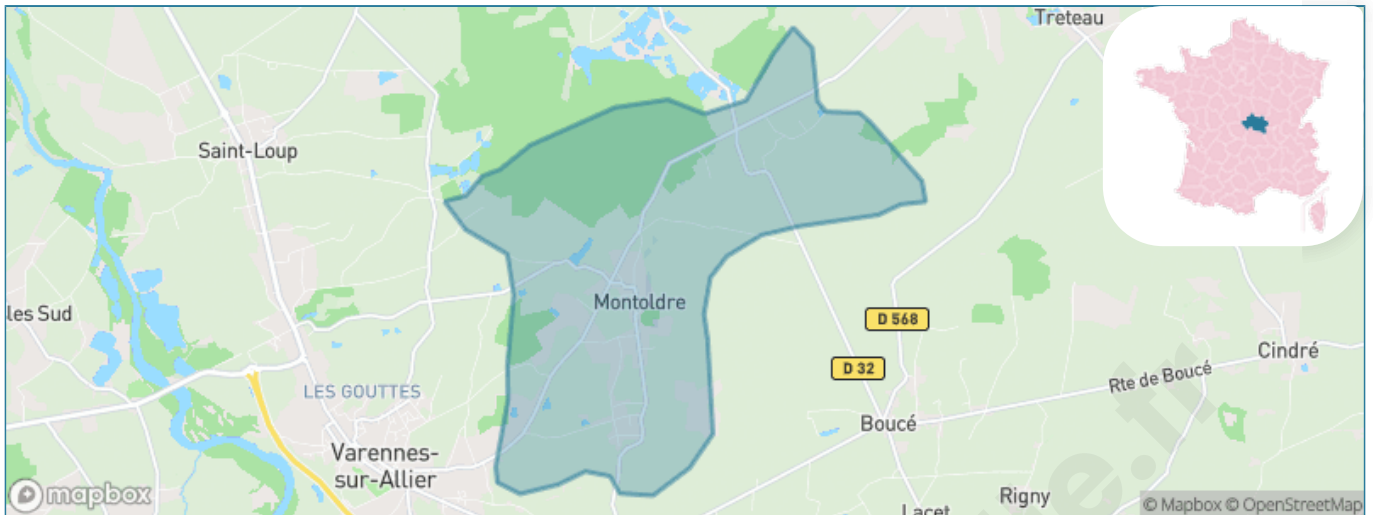 Treteau
Saint-Loup
les Sud
Montoldre
D 568
D 32
Cindré
Rte de Boucé
LES GOUTTES
Boucé
Varennes-
sur-Allier
Rigny
Lacet
mapbox
© Mapbox © OpenStreetMap